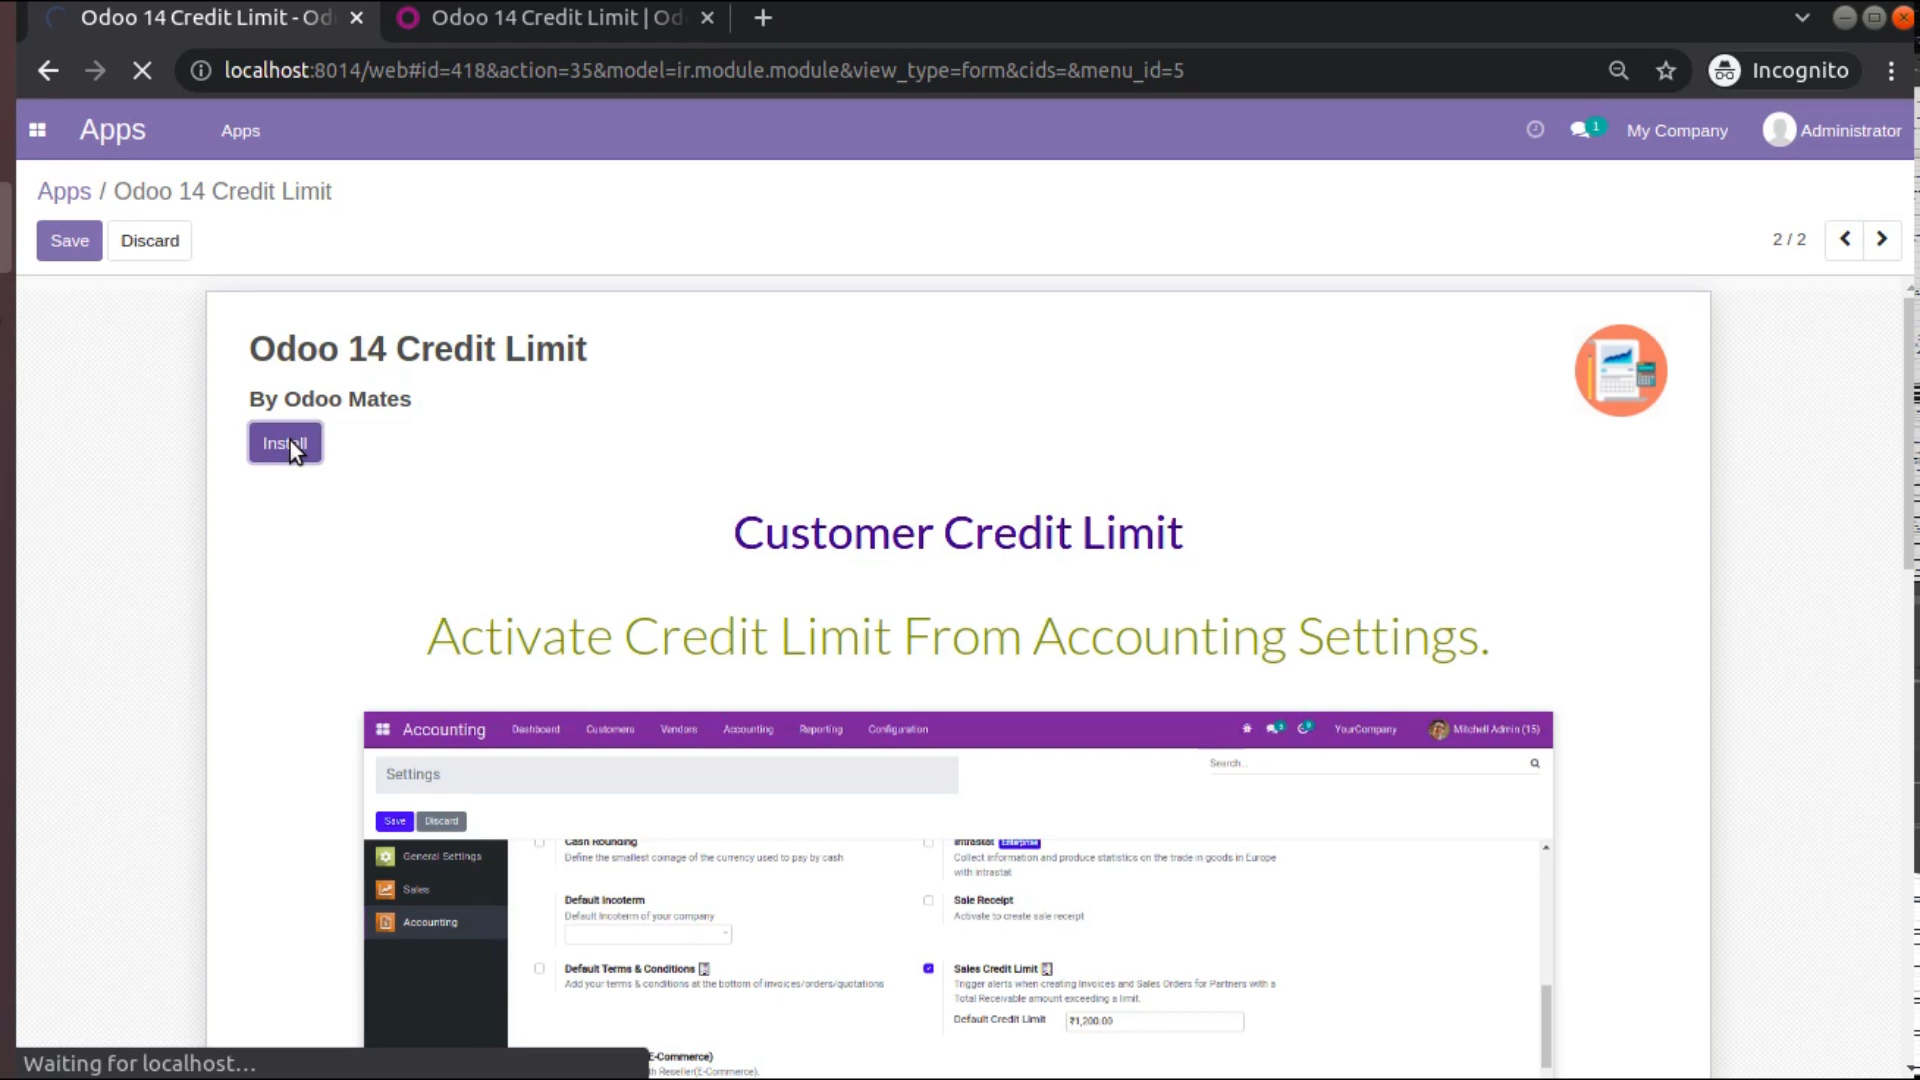 Odoo 14 Credit Limit - Od
Odoo 14 Credit Limit | Od
localhost:8014/web#id=418&action=35&model=ir.module.module&view_type=form&cids=&menu_id=5
Incognito
Apps
Apps
1
My Company
Administrator
Apps / Odoo 14 Credit Limit
Save
Discard
2 / 2
Odoo 14 Credit Limit
By Odoo Mates
Install
Customer Credit Limit
Activate Credit Limit From Accounting Settings.
Accounting
Dashboard
Customers
Vendors
Accounting
Reporting
Configuration
YourCompany
Mitchell Admin (15)
Settings
Search...
Save
Discard
General Settings
Sales
Accounting
Cash Rounding
Define the smallest coinage of the currency used to pay by cash
Intrastat Enterprise
Collect information and produce statistics on the trade in goods in Europe
with intrastat
Default Incoterm
Default Incoterm of your company
Sale Receipt
Activate to create sale receipt
Default Terms & Conditions
Add your terms & conditions at the bottom of invoices/orders/quotations
Sales Credit Limit
Trigger alerts when creating Invoices and Sales Orders for Partners with a
Total Receivable amount exceeding a limit.
Default Credit Limit
₹1,200.00
E-Commerce)
th Reseller(E-Commerce).
Waiting for localhost…